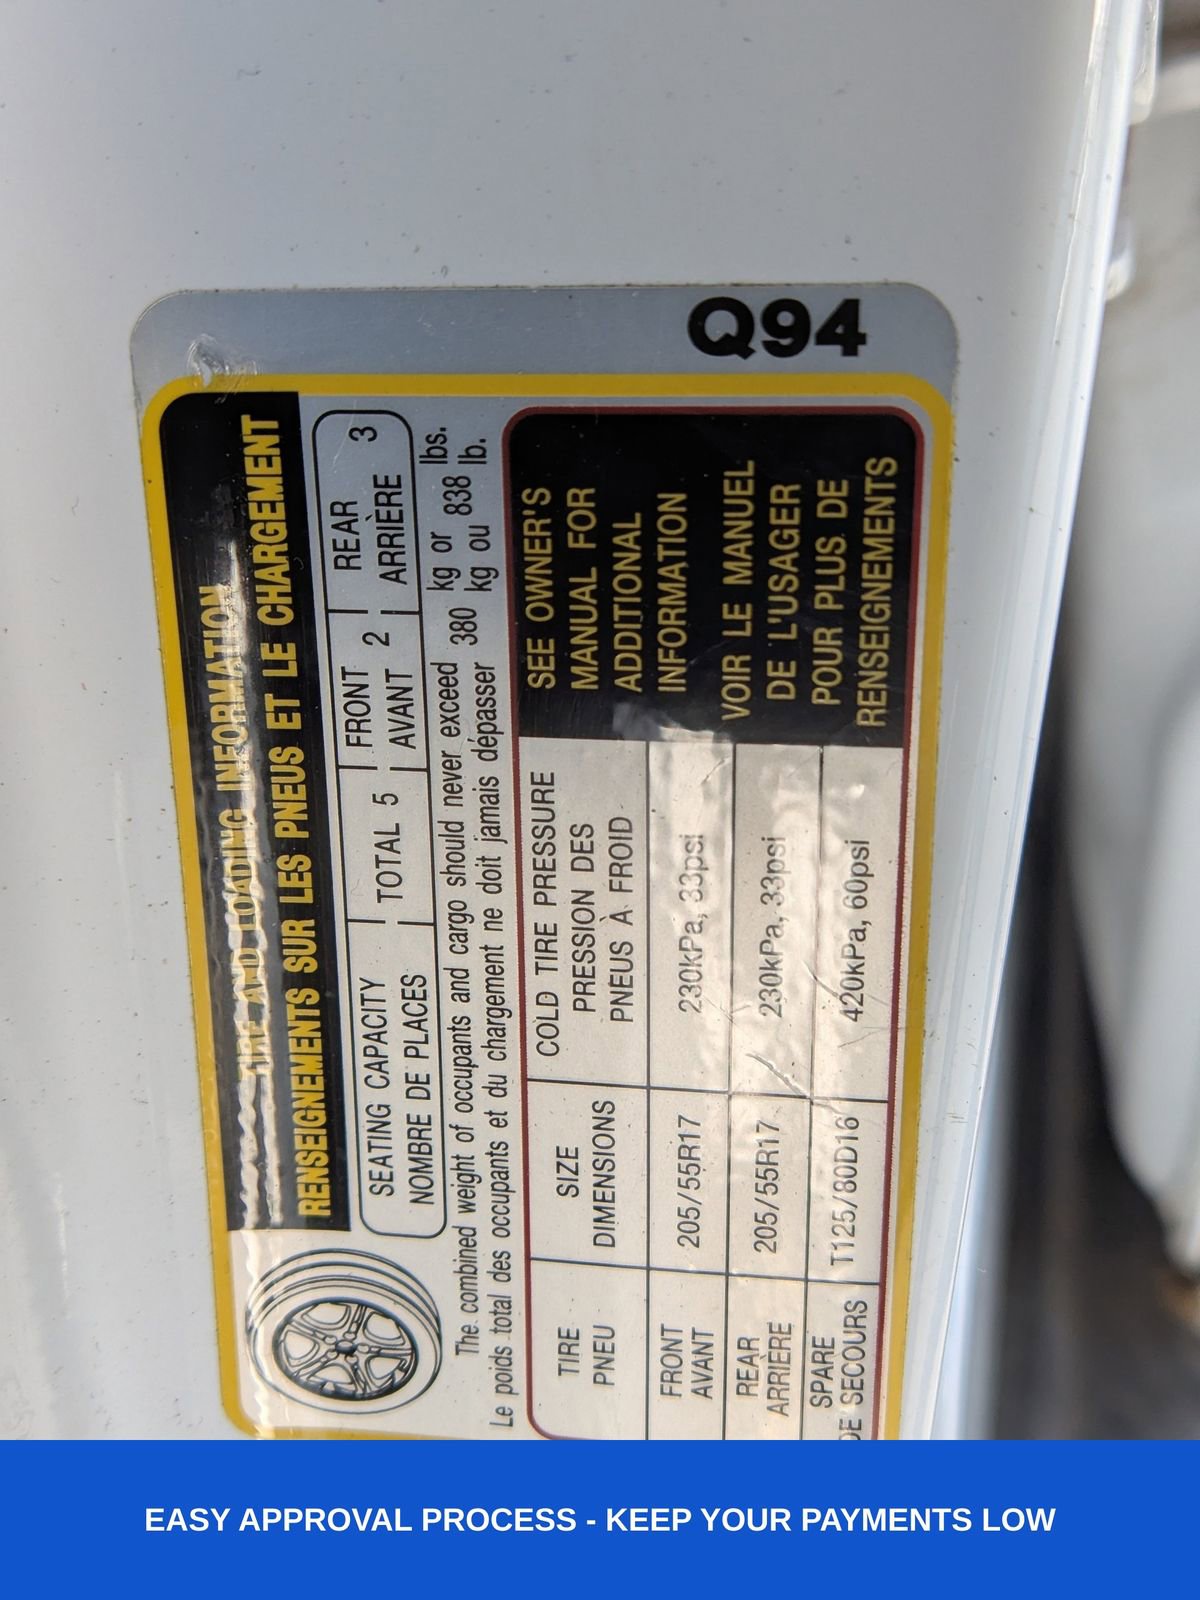 Q94
TIRE AND LOADING INFORMATION
RENSEIGNEMENTS SUR LES PNEUS ET LE CHARGEMENT
SEATING CAPACITY TOTAL 5 FRONT 2 REAR 3
NOMBRE DE PLACES AVANT ARRIÈRE
The combined weight of occupants and cargo should never exceed 380 kg or 838 lbs.
Le poids total des occupants et du chargement ne doit jamais dépasser kg ou lb.
TIRE SIZE COLD TIRE PRESSURE
PNEU DIMENSIONS PRESSION DES
PNEUS À FROID
FRONT 205/55R17 230kPa, 33psi
AVANT
REAR 205/55R17 230kPa, 33psi
ARRIÈRE
SPARE T125/80D16 420kPa, 60psi
DE SECOURS
SEE OWNER'S
MANUAL FOR
ADDITIONAL
INFORMATION
VOIR LE MANUEL
DE L'USAGER
POUR PLUS DE
RENSEIGNEMENTS
EASY APPROVAL PROCESS - KEEP YOUR PAYMENTS LOW